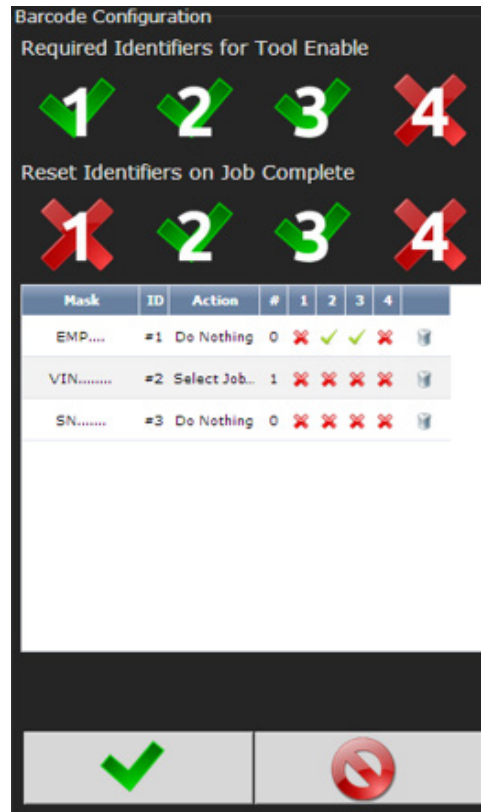 Barcode Configuration
Required Identifiers for Tool Enable
1 2 3 4
Reset Identifiers on Job Complete
1 2 3 4
Mask ID Action # 1 2 3 4
EMP.... =1 Do Nothing 0
VIN........ =2 Select Job... 1
SN....... =3 Do Nothing 0